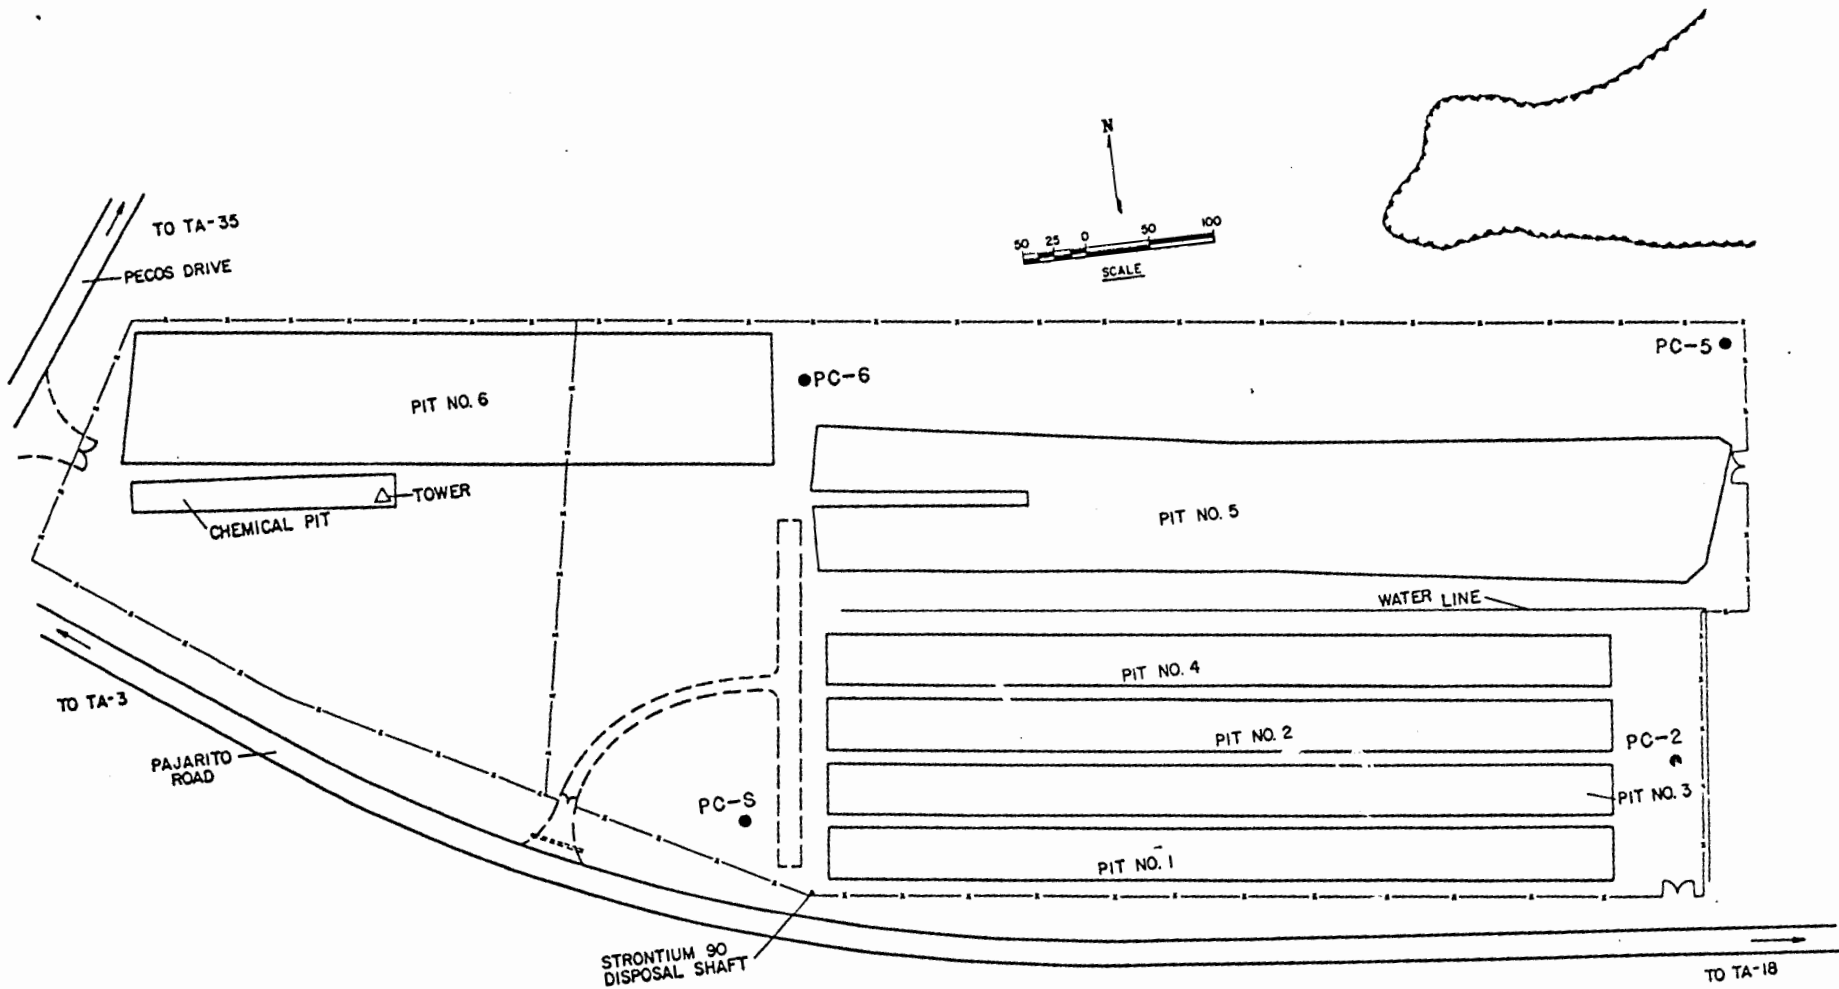 N
TO TA-35
50 25 0 50 100
SCALE
PECOS DRIVE
PC-5
PC-6
PIT NO. 6
TOWER
CHEMICAL PIT
PIT NO. 5
WATER LINE
PIT NO. 4
TO TA-3
PIT NO. 2
PC-2
PAJARITO
ROAD
PC-S
PIT NO. 3
PIT NO. 1
STRONTIUM 90
DISPOSAL SHAFT
TO TA-18